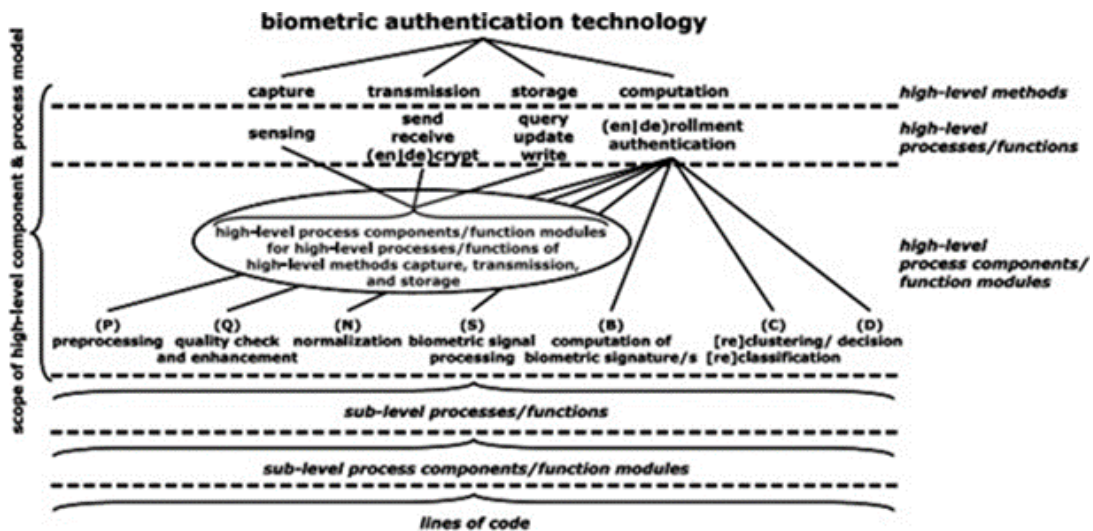 biometric authentication technology
capture transmission storage computation
high-level methods
sensing
send
receive
(en|de)crypt
query
update
write
(en|de)rollment
authentication
high-level
processes/functions
high-level process components/function modules
for high-level processes/functions of
high-level methods capture, transmission,
and storage
high-level
process components/
function modules
(P)
preprocessing
(Q)
quality check
and enhancement
(N)
normalization
(S)
biometric signal
processing
(B)
computation of
biometric signature/s
(C)
[re]clustering/
[re]classification
(D)
decision
sub-level processes/functions
sub-level process components/function modules
lines of code
scope of high-level component & process model